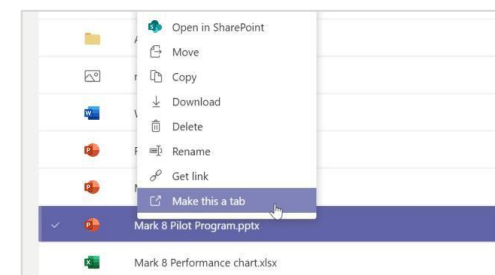 Open in SharePoint
Move
Copy
Download
Delete
Rename
Get link
Make this a tab
Mark 8 Pilot Program.pptx
Mark 8 Performance chart.xlsx